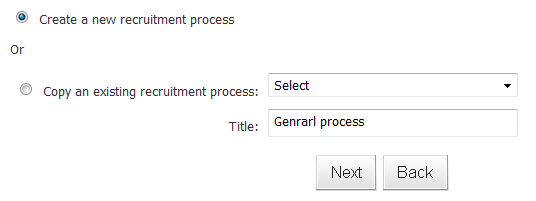 Create a new recruitment process
Or
Copy an existing recruitment process: Select
Title: Genrarl process
Next Back